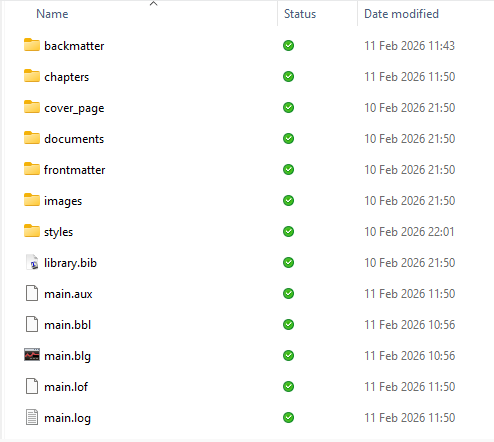 Name Status Date modified
backmatter 11 Feb 2026 11:43
chapters 11 Feb 2026 11:50
cover_page 10 Feb 2026 21:50
documents 10 Feb 2026 21:50
frontmatter 10 Feb 2026 21:50
images 10 Feb 2026 21:50
styles 10 Feb 2026 22:01
library.bib 10 Feb 2026 21:50
main.aux 11 Feb 2026 11:50
main.bbl 11 Feb 2026 10:56
main.blg 11 Feb 2026 10:56
main.lof 11 Feb 2026 11:50
main.log 11 Feb 2026 11:50